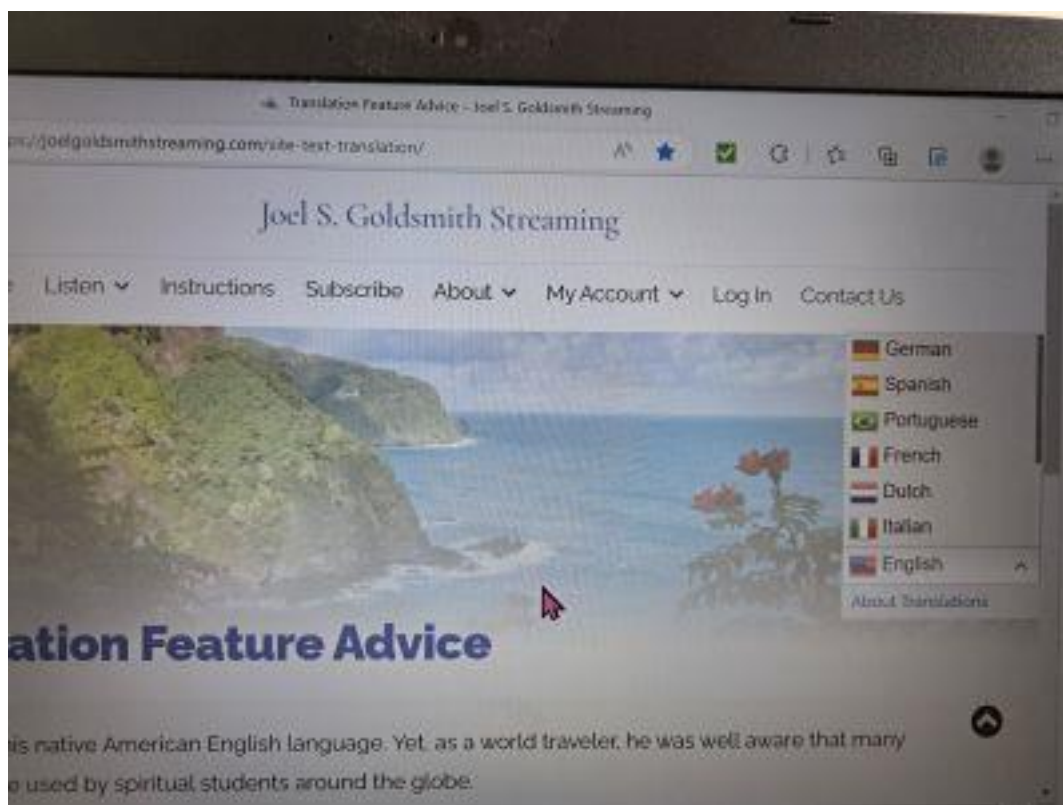 Translation Feature Advice - Joel S. Goldsmith Streaming
//joelgoldsmithstreaming.com/site-text-translation/
Joel S. Goldsmith Streaming
Listen Instructions Subscribe About My Account Log In Contact Us
German
Spanish
Portuguese
French
Dutch
Italian
English
About Translations
ation Feature Advice
is native American English language. Yet, as a world traveler, he was well aware that many
used by spiritual students around the globe.